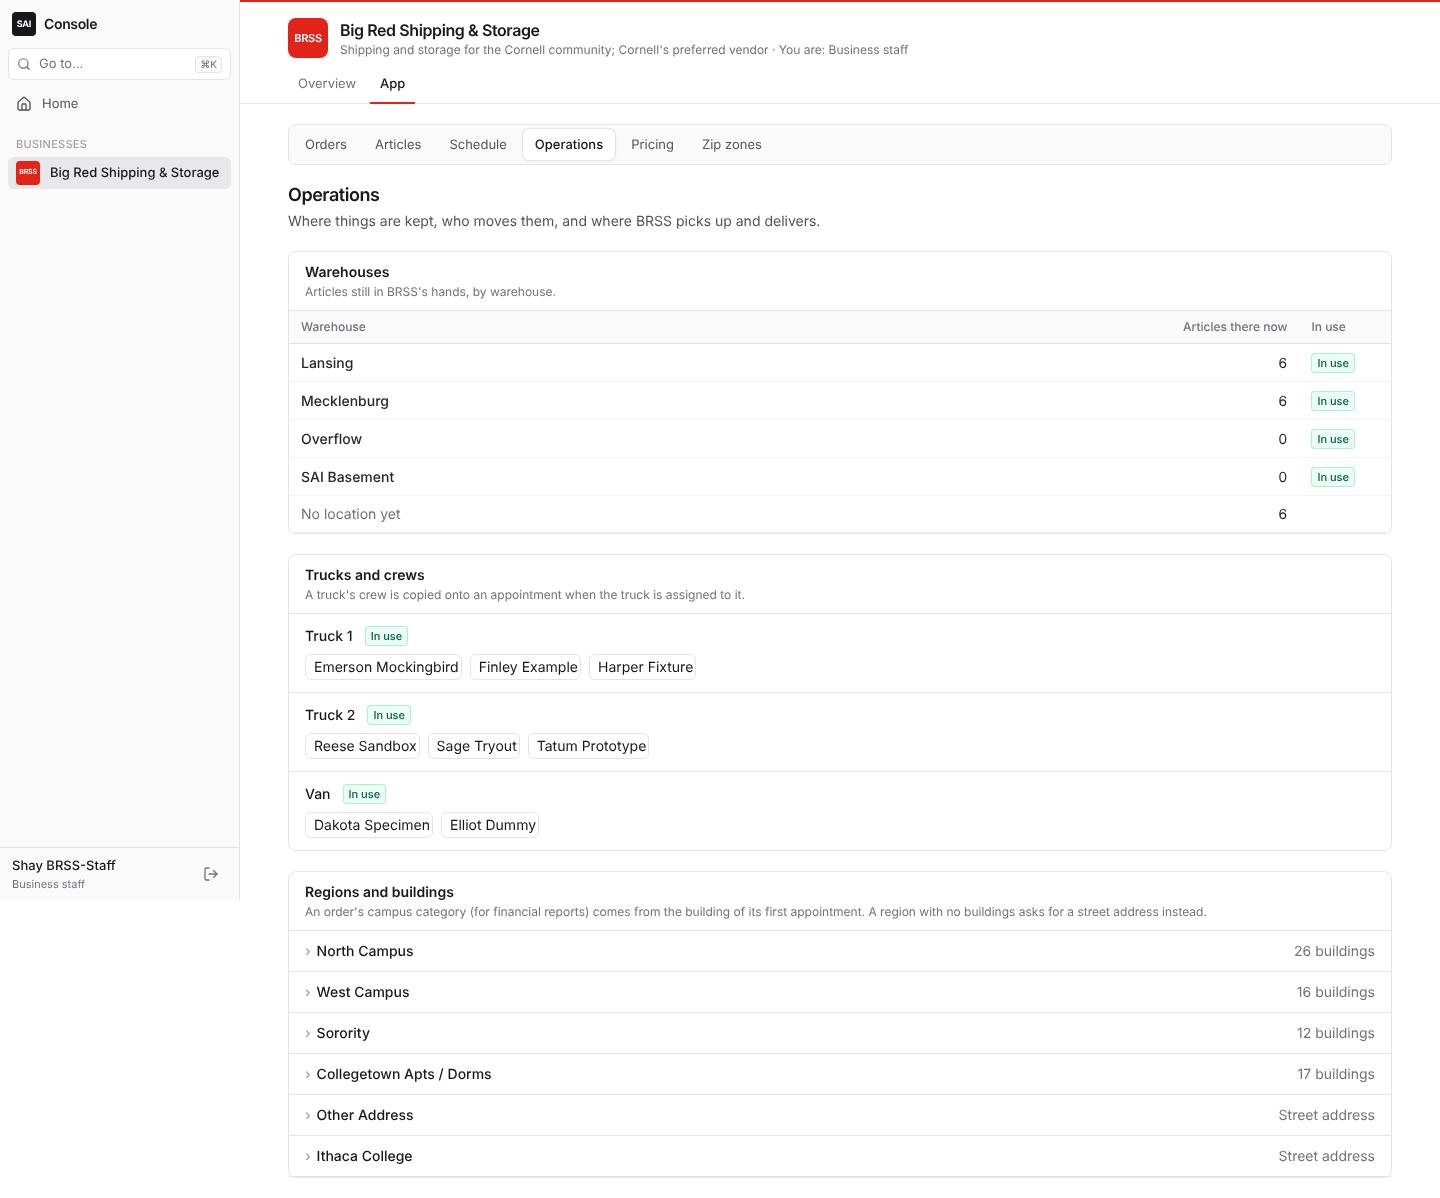 SAI Console
Go to... ⌘K
Home
BUSINESSES
BRSS Big Red Shipping & Storage
Shay BRSS-Staff
Business staff
BRSS
Big Red Shipping & Storage
Shipping and storage for the Cornell community; Cornell's preferred vendor · You are: Business staff
Overview App
Orders Articles Schedule Operations Pricing Zip zones
Operations
Where things are kept, who moves them, and where BRSS picks up and delivers.
Warehouses
Articles still in BRSS's hands, by warehouse.
Warehouse Articles there now In use
Lansing 6 In use
Mecklenburg 6 In use
Overflow 0 In use
SAI Basement 0 In use
No location yet 6
Trucks and crews
A truck's crew is copied onto an appointment when the truck is assigned to it.
Truck 1 In use
Emerson Mockingbird Finley Example Harper Fixture
Truck 2 In use
Reese Sandbox Sage Tryout Tatum Prototype
Van In use
Dakota Specimen Elliot Dummy
Regions and buildings
An order's campus category (for financial reports) comes from the building of its first appointment. A region with no buildings asks for a street address instead.
› North Campus 26 buildings
› West Campus 16 buildings
› Sorority 12 buildings
› Collegetown Apts / Dorms 17 buildings
› Other Address Street address
› Ithaca College Street address